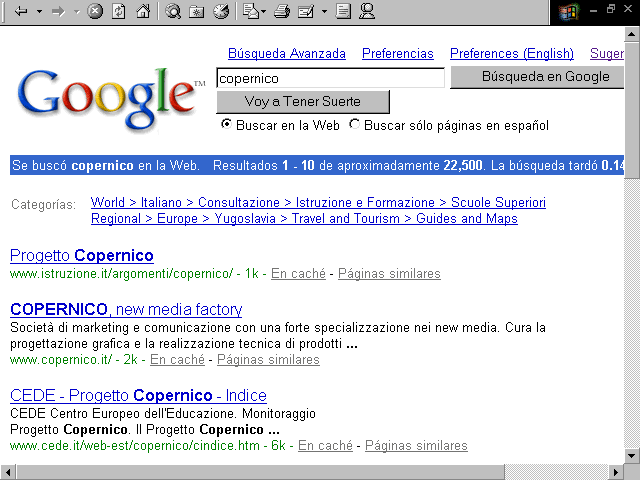 Búsqueda Avanzada Preferencias Preferences (English) Suger
Google™
copernico Búsqueda en Google
Voy a Tener Suerte
Buscar en la Web Buscar sólo páginas en español
Se buscó copernico en la Web. Resultados 1 - 10 de aproximadamente 22,500. La búsqueda tardó 0.14
Categorías: World > Italiano > Consultazione > Istruzione e Formazione > Scuole Superiori
Regional > Europe > Yugoslavia > Travel and Tourism > Guides and Maps
Progetto Copernico
www.istruzione.it/argomenti/copernico/ - 1k - En caché - Páginas similares
COPERNICO, new media factory
Società di marketing e comunicazione con una forte specializzazione nei new media. Cura la
progettazione grafica e la realizzazione tecnica di prodotti ...
www.copernico.it/ - 2k - En caché - Páginas similares
CEDE - Progetto Copernico - Indice
CEDE Centro Europeo dell'Educazione. Monitoraggio
Progetto Copernico. Il Progetto Copernico ...
www.cede.it/web-est/copernico/cindice.htm - 6k - En caché - Páginas similares